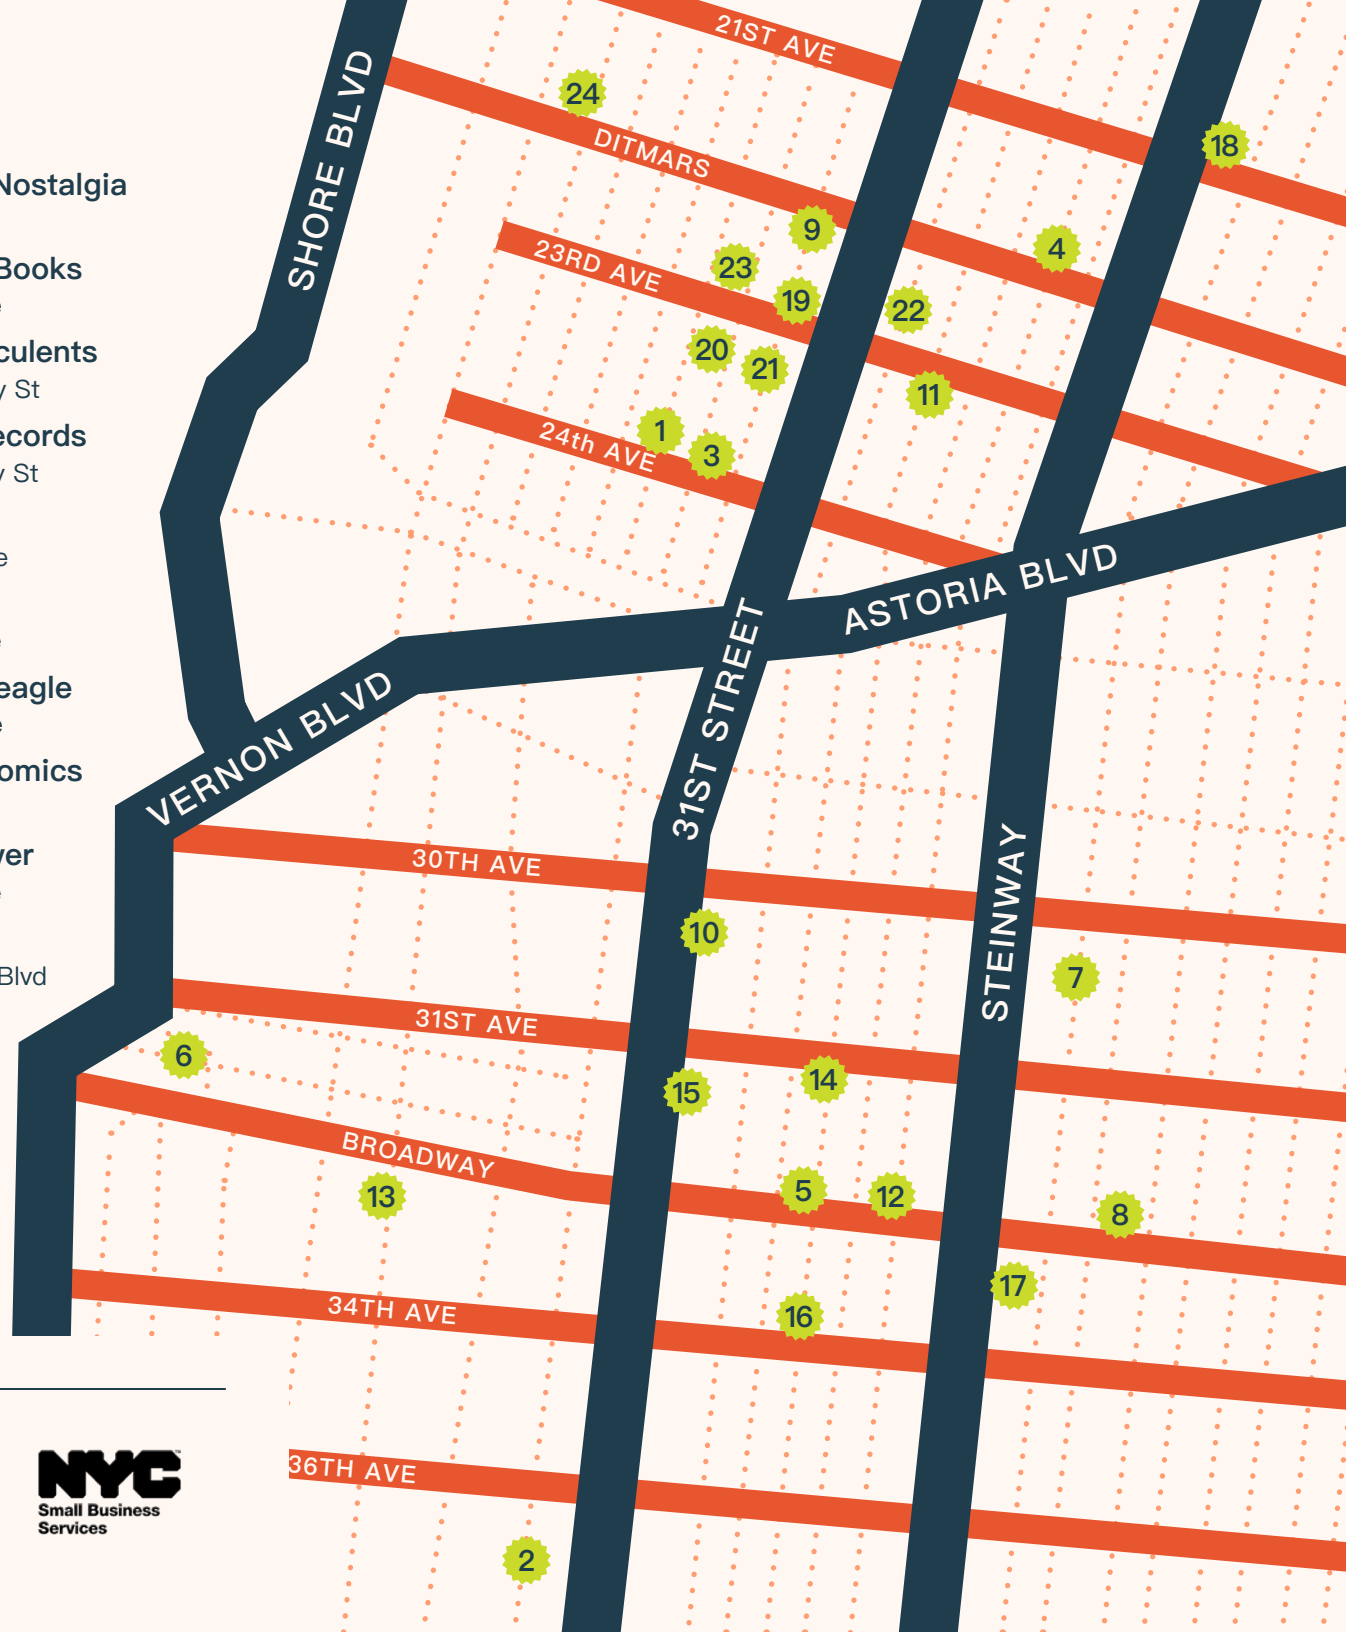 Nostalgia
Books
culents
y St
ecords
y St
e
e
eagle
e
omics
ver
e
Blvd
NYC
Small Business
Services
21ST AVE
SHORE BLVD
24
DITMARS
18
9
4
23RD AVE
23
19
22
20
21
11
1
24th AVE
3
ASTORIA BLVD
31ST STREET
VERNON BLVD
30TH AVE
STEINWAY
10
7
31ST AVE
6
14
15
BROADWAY
13
5
12
8
17
34TH AVE
16
36TH AVE
2